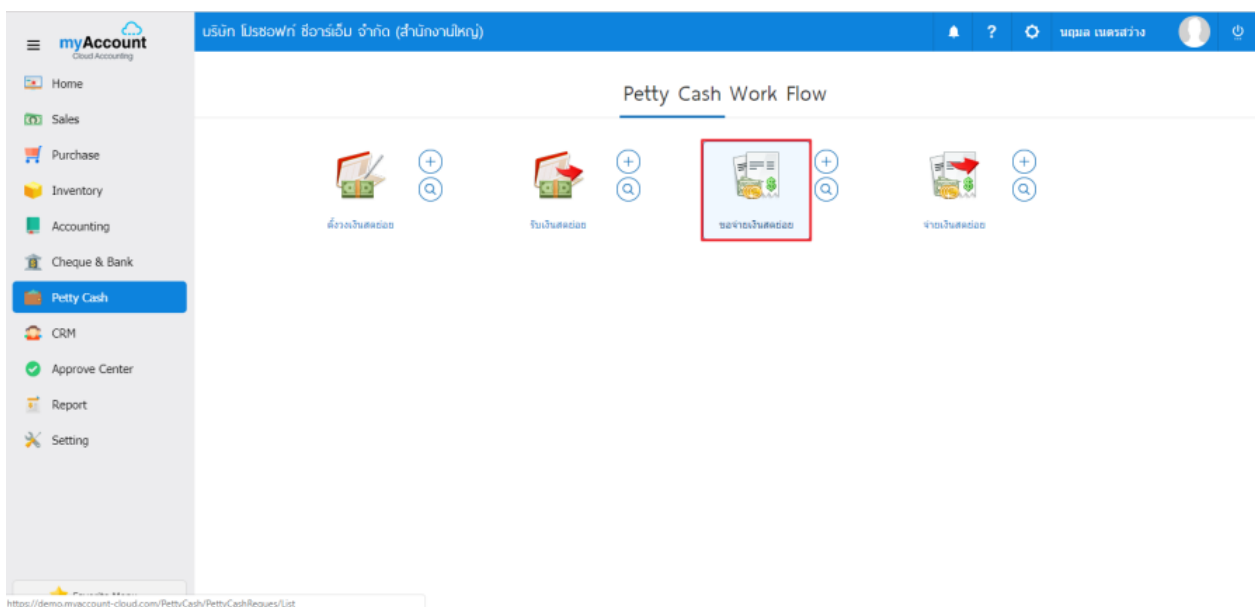 myAccount
Cloud Accounting
บริษัท โปรซอฟท์ ซีอาร์เอ็ม จำกัด (สำนักงานใหญ่)
?
นฤมล เนตรสว่าง
Home
Sales
Purchase
Inventory
Accounting
Cheque & Bank
Petty Cash
CRM
Approve Center
Report
Setting
Petty Cash Work Flow
ตั้งวงเงินสดย่อย
รับเงินสดย่อย
ขอจ่ายเงินสดย่อย
จ่ายเงินสดย่อย
Favorite Menu
https://demo.myaccount-cloud.com/PettyCash/PettyCashReques/List